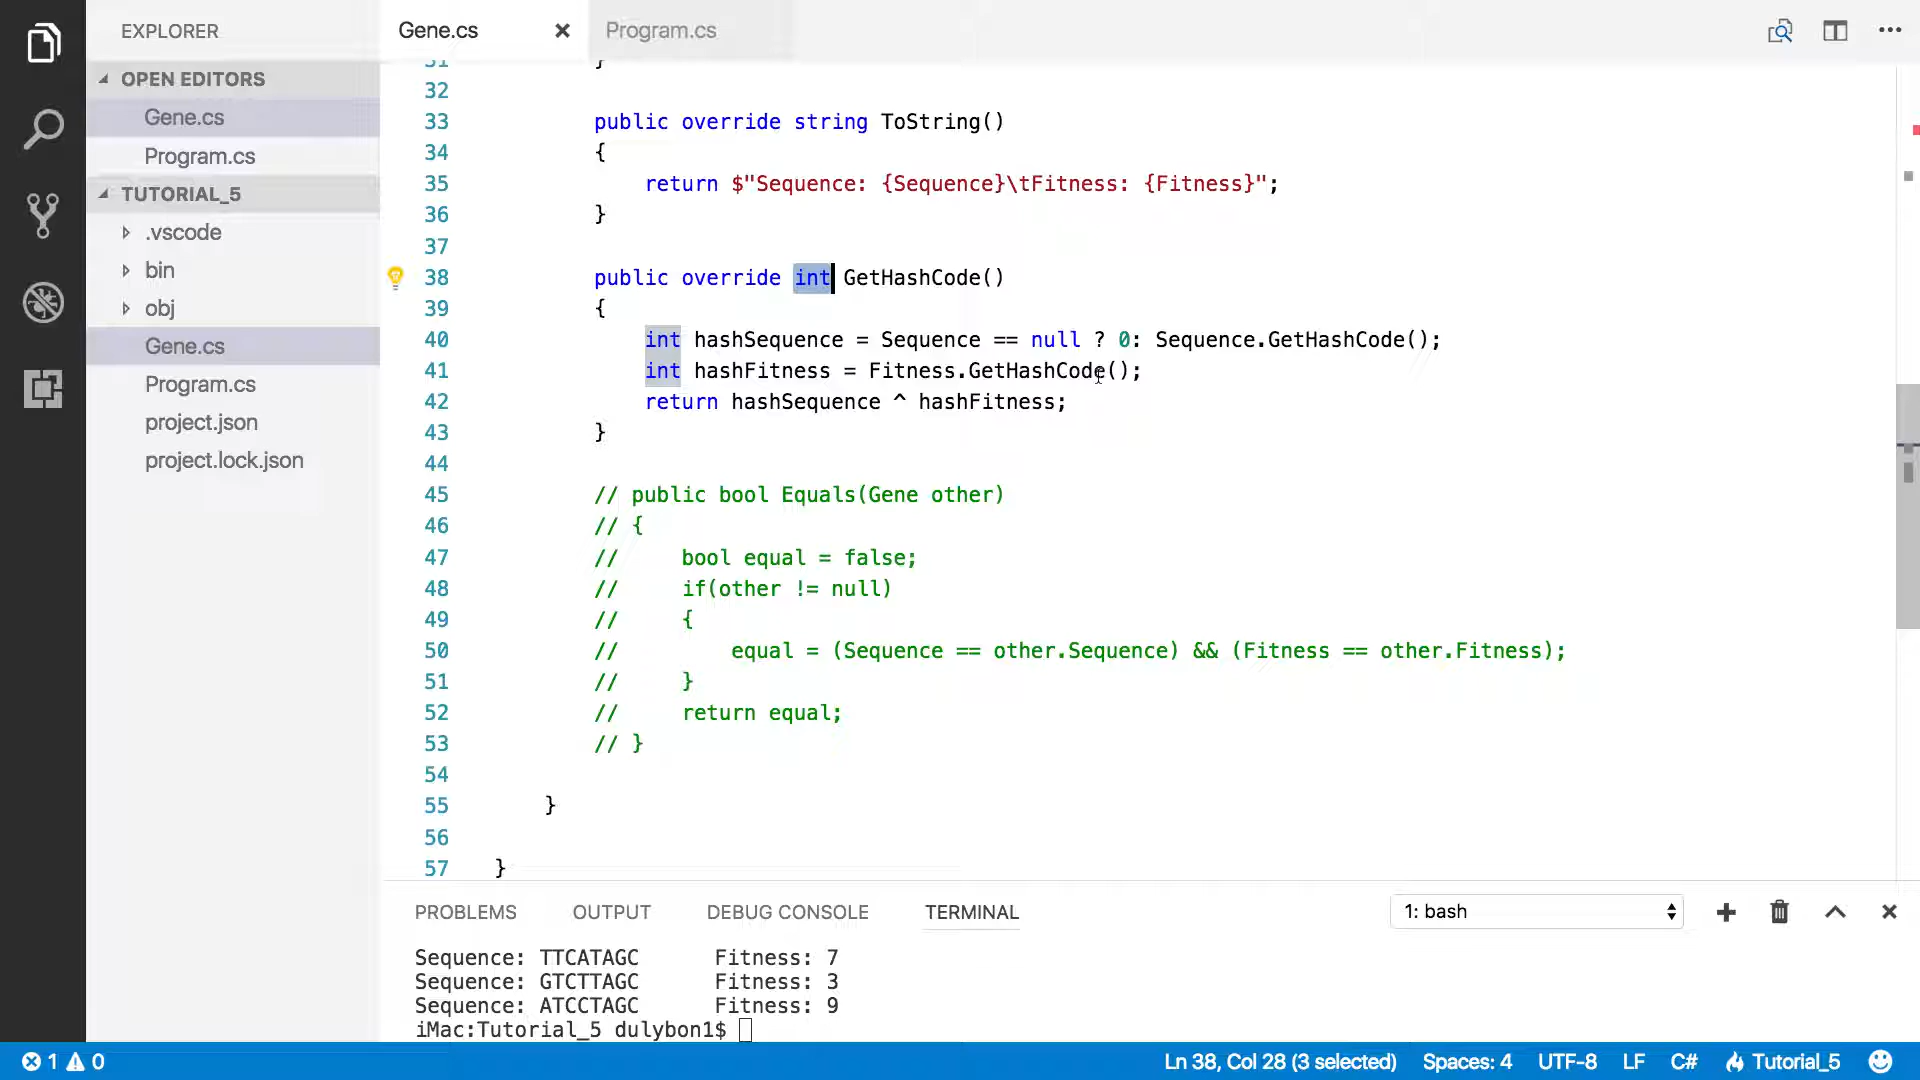 EXPLORER
OPEN EDITORS
Gene.cs
Program.cs
TUTORIAL_5
.vscode
bin
obj
Gene.cs
Program.cs
project.json
project.lock.json
Gene.cs
Program.cs
31 }
32
33 public override string ToString()
34 {
35 return $"Sequence: {Sequence}\tFitness: {Fitness}";
36 }
37
38 public override int GetHashCode()
39 {
40 int hashSequence = Sequence == null ? 0: Sequence.GetHashCode();
41 int hashFitness = Fitness.GetHashCode();
42 return hashSequence ^ hashFitness;
43 }
44
45 // public bool Equals(Gene other)
46 // {
47 // bool equal = false;
48 // if(other != null)
49 // {
50 // equal = (Sequence == other.Sequence) && (Fitness == other.Fitness);
51 // }
52 // return equal;
53 // }
54
55 }
56
57 }
PROBLEMS OUTPUT DEBUG CONSOLE TERMINAL 1: bash
Sequence: TTCATAGC Fitness: 7
Sequence: GTCTTAGC Fitness: 3
Sequence: ATCCTAGC Fitness: 9
iMac:Tutorial_5 dulybon1$
1 0 Ln 38, Col 28 (3 selected) Spaces: 4 UTF-8 LF C# Tutorial_5